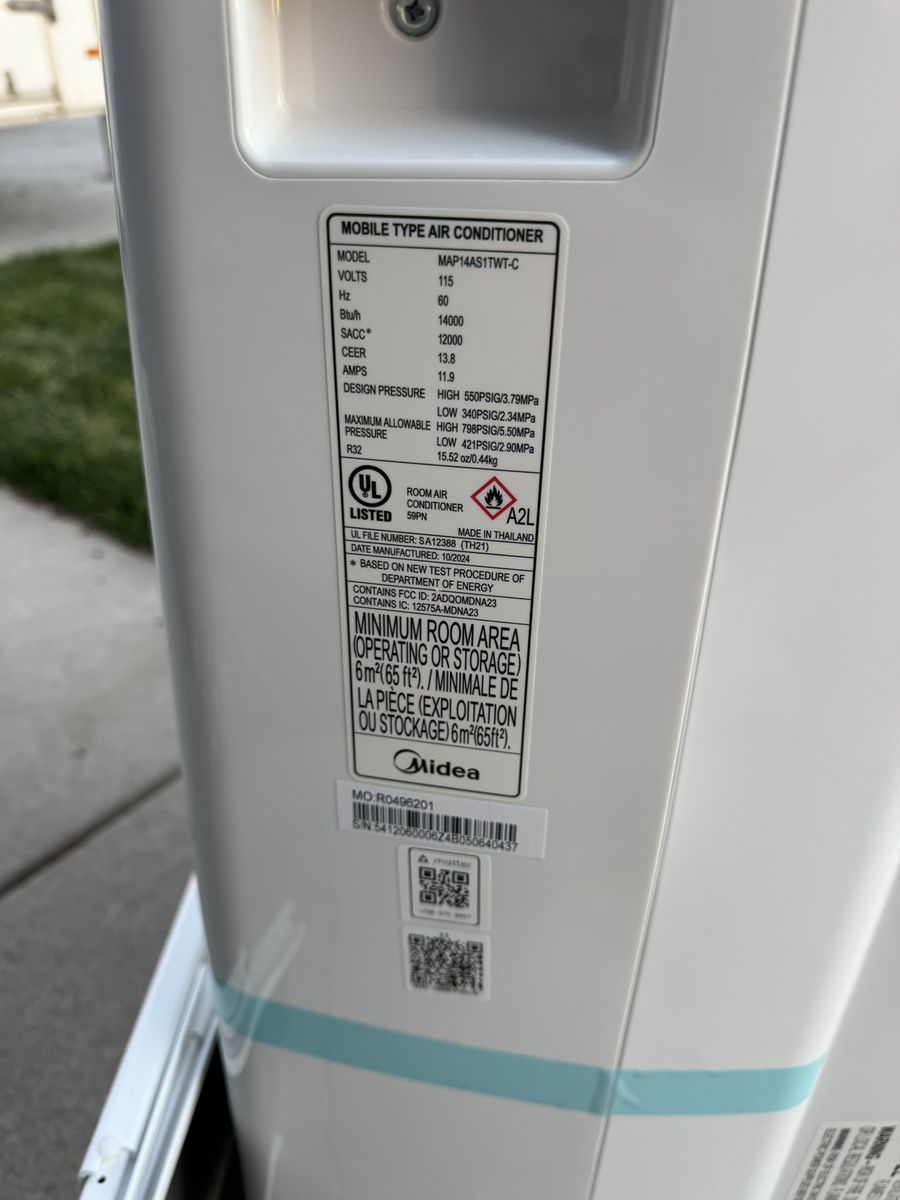 MOBILE TYPE AIR CONDITIONER
MODEL MAP14AS1TWT-C
VOLTS 115
Hz 60
Btu/h 14000
SACC* 12000
CEER 13.8
AMPS 11.9
DESIGN PRESSURE HIGH 550PSIG/3.79MPa
LOW 340PSIG/2.34MPa
MAXIMUM ALLOWABLE PRESSURE HIGH 798PSIG/5.50MPa
LOW 421PSIG/2.90MPa
R32 15.52 oz/0.44kg
UL
LISTED
ROOM AIR
CONDITIONER
59PN
A2L
MADE IN THAILAND
UL FILE NUMBER: SA12388 (TH21)
DATE MANUFACTURED: 10/2024
* BASED ON NEW TEST PROCEDURE OF
DEPARTMENT OF ENERGY
CONTAINS FCC ID: 2ADQOMDNA23
CONTAINS IC: 12575A-MDNA23
MINIMUM ROOM AREA
(OPERATING OR STORAGE)
6m²(65 ft²). / MINIMALE DE
LA PIÈCE (EXPLOITATION
OU STOCKAGE) 6m²(65ft²).
Midea
MO:R0496201
S/N:5412060006Z4B050640437
matter